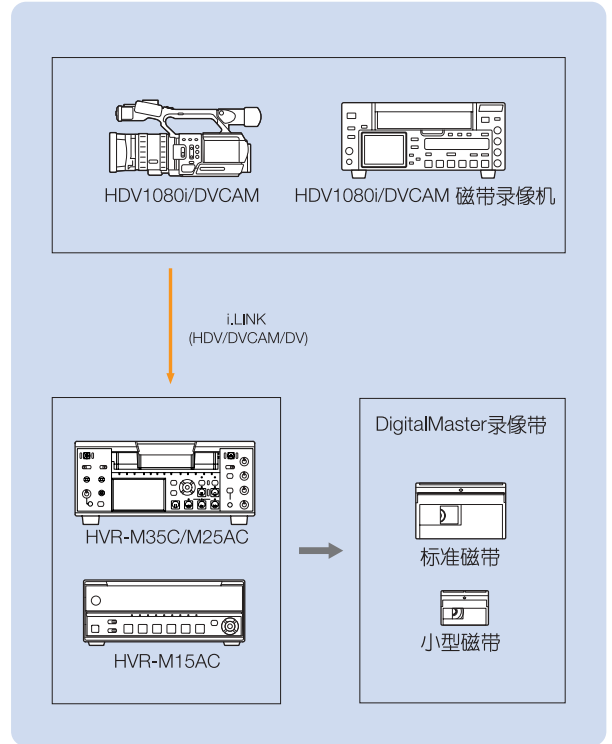 HDV1080i/DVCAM
HDV1080i/DVCAM 磁带录像机
i.LINK
(HDV/DVCAM/DV)
HVR-M35C/M25AC
HVR-M15AC
DigitalMaster录像带
标准磁带
小型磁带